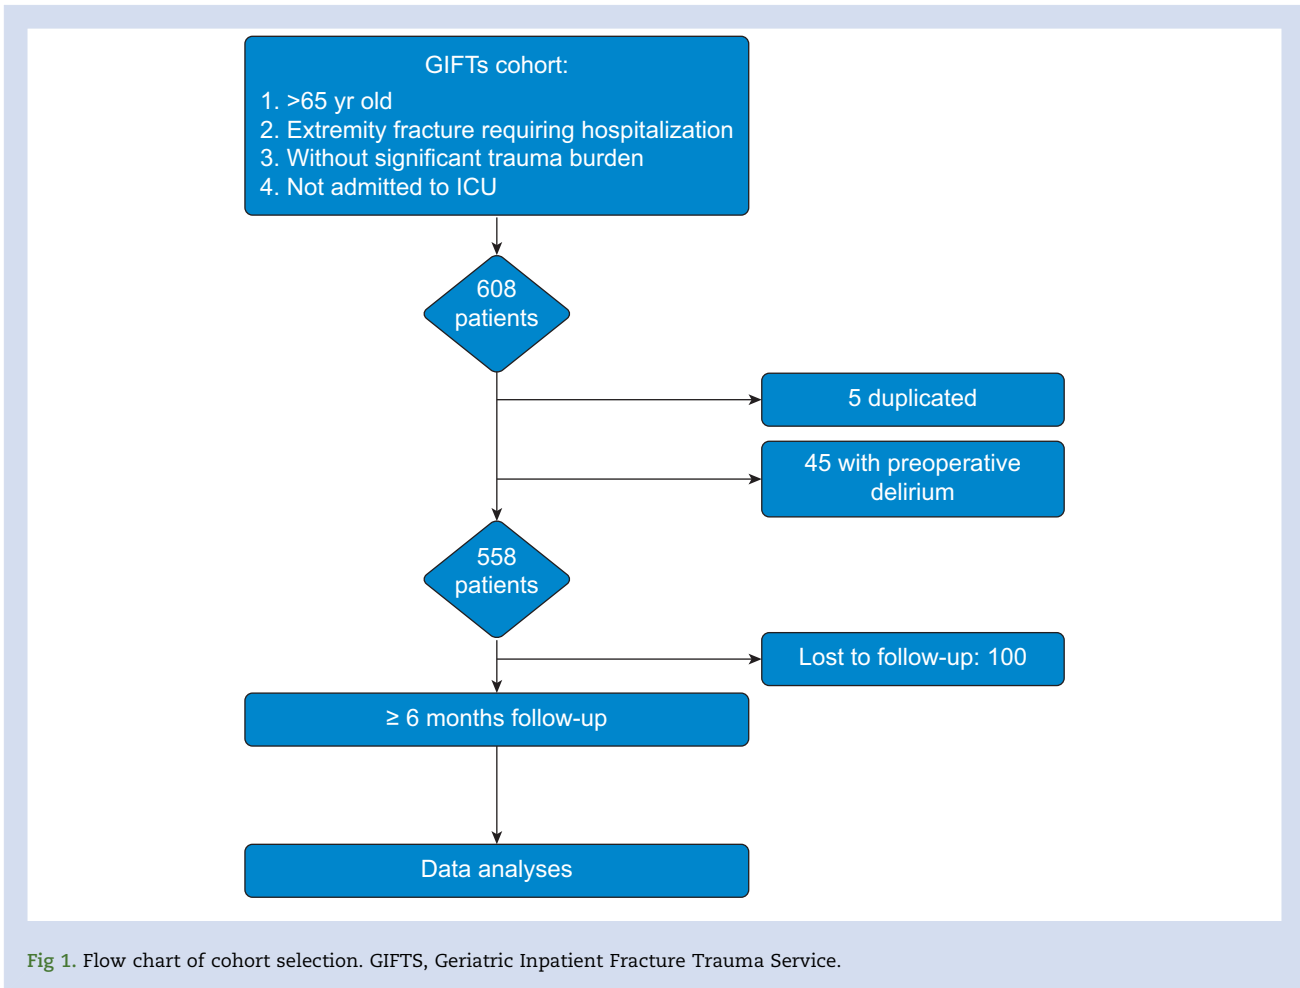 GIFTs cohort:
1. >65 yr old
2. Extremity fracture requiring hospitalization
3. Without significant trauma burden
4. Not admitted to ICU
608
patients
5 duplicated
45 with preoperative
delirium
558
patients
Lost to follow-up: 100
≥ 6 months follow-up
Data analyses
Fig 1. Flow chart of cohort selection. GIFTS, Geriatric Inpatient Fracture Trauma Service.